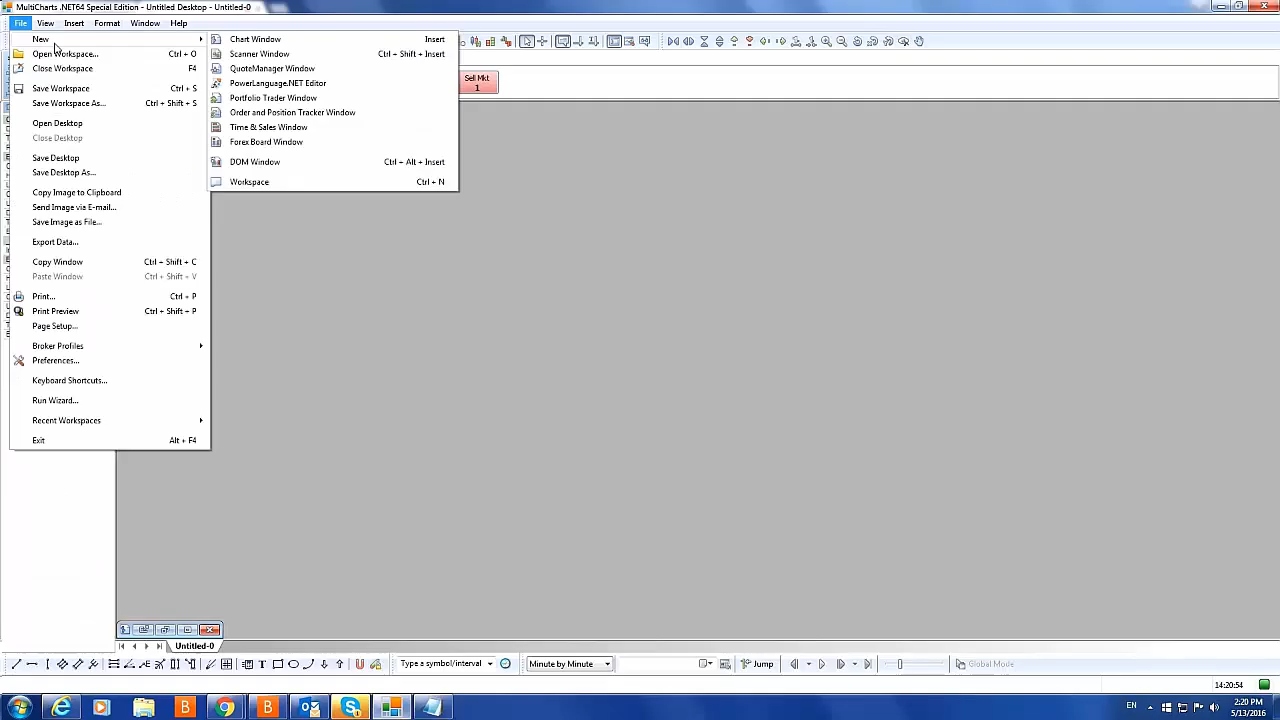 MultiCharts .NET64 Special Edition - Untitled Desktop - Untitled-0
File View Insert Format Window Help
New
Open Workspace... Ctrl + O
Close Workspace F4
Save Workspace Ctrl + S
Save Workspace As... Ctrl + Shift + S
Open Desktop
Close Desktop
Save Desktop
Save Desktop As...
Copy Image to Clipboard
Send Image via E-mail...
Save Image as File...
Export Data...
Copy Window Ctrl + Shift + C
Paste Window Ctrl + Shift + V
Print... Ctrl + P
Print Preview Ctrl + Shift + P
Page Setup...
Broker Profiles
Preferences...
Keyboard Shortcuts...
Run Wizard...
Recent Workspaces
Exit Alt + F4
Chart Window Insert
Scanner Window Ctrl + Shift + Insert
QuoteManager Window
PowerLanguage.NET Editor
Portfolio Trader Window
Order and Position Tracker Window
Time & Sales Window
Forex Board Window
DOM Window Ctrl + Alt + Insert
Workspace Ctrl + N
Sell Mkt
1
Untitled-0
Type a symbol/interval Minute by Minute Jump Global Mode
14:20:54
EN 2:20 PM
5/13/2016